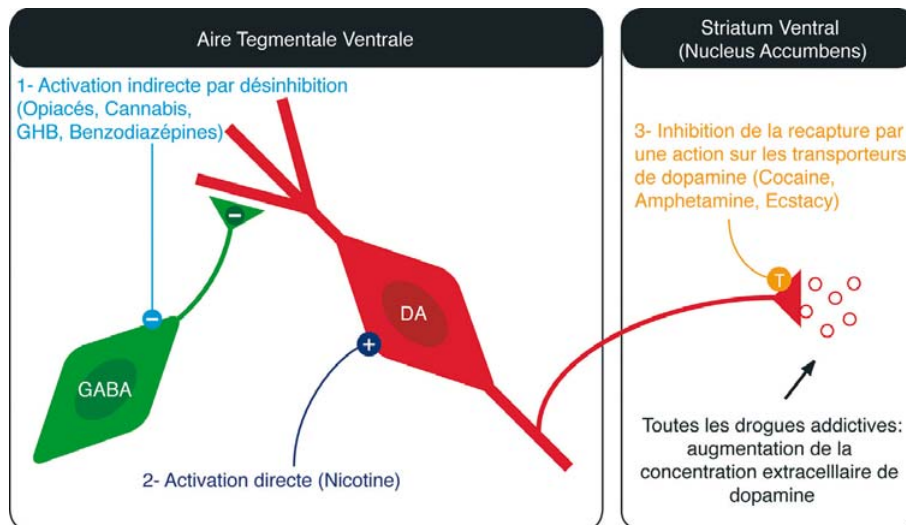 Aire Tegmentale Ventrale
1- Activation indirecte par désinhibition
(Opiacés, Cannabis,
GHB, Benzodiazépines)
GABA
DA
2- Activation directe (Nicotine)
Striatum Ventral
(Nucleus Accumbens)
3- Inhibition de la recapture par
une action sur les transporteurs
de dopamine (Cocaine,
Amphetamine, Ecstacy)
T
Toutes les drogues addictives:
augmentation de la
concentration extracelllaire de
dopamine